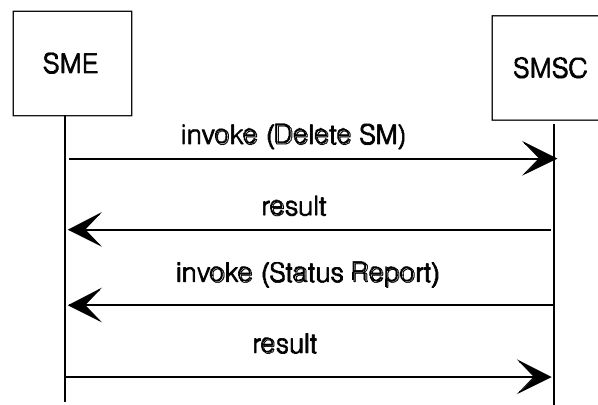 SME
SMSC
invoke (Delete SM)
result
invoke (Status Report)
result